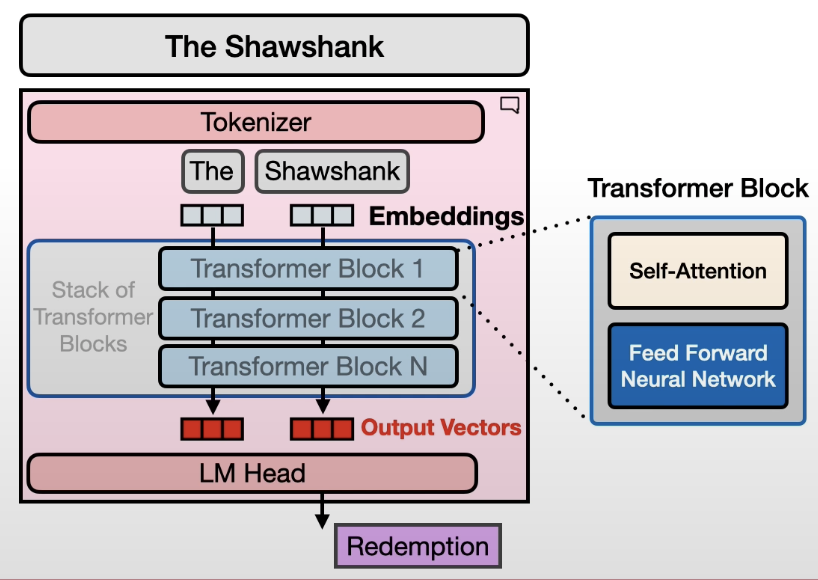 The Shawshank
Tokenizer
The
Shawshank
Embeddings
Stack of
Transformer
Blocks
Transformer Block 1
Transformer Block 2
Transformer Block N
Output Vectors
LM Head
Redemption
Transformer Block
Self-Attention
Feed Forward
Neural Network